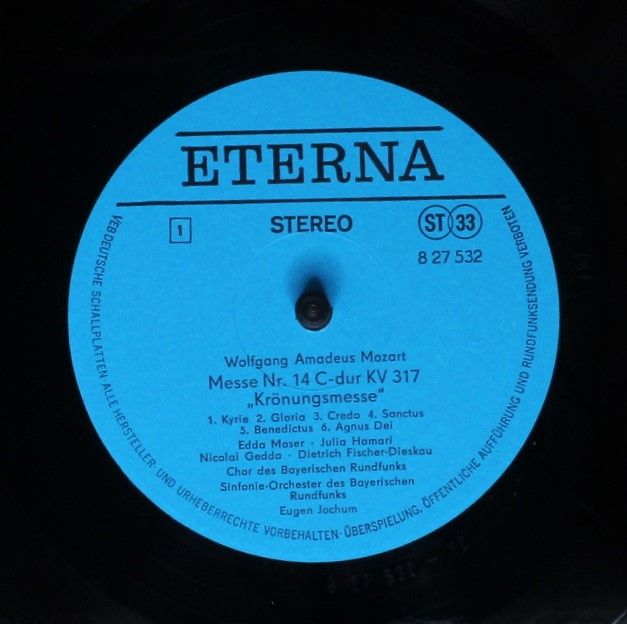 ETERNA
1
STEREO
ST 33
8 27 532
Wolfgang Amadeus Mozart
Messe Nr. 14 C-dur KV 317
„Krönungsmesse"
1. Kyrie 2. Gloria 3. Credo 4. Sanctus
5. Benedictus 6. Agnus Dei
Edda Moser · Julia Hamari
Nicolai Gedda · Dietrich Fischer-Dieskau
Chor des Bayerischen Rundfunks
Sinfonie-Orchester des Bayerischen
Rundfunks
Eugen Jochum
VEB DEUTSCHE SCHALLPLATTEN ALLE HERSTELLER- UND URHEBERRECHTE VORBEHALTEN · ÜBERSPIELUNG, ÖFFENTLICHE AUFFÜHRUNG UND RUNDFUNKSENDUNG VERBOTEN
8 27 532